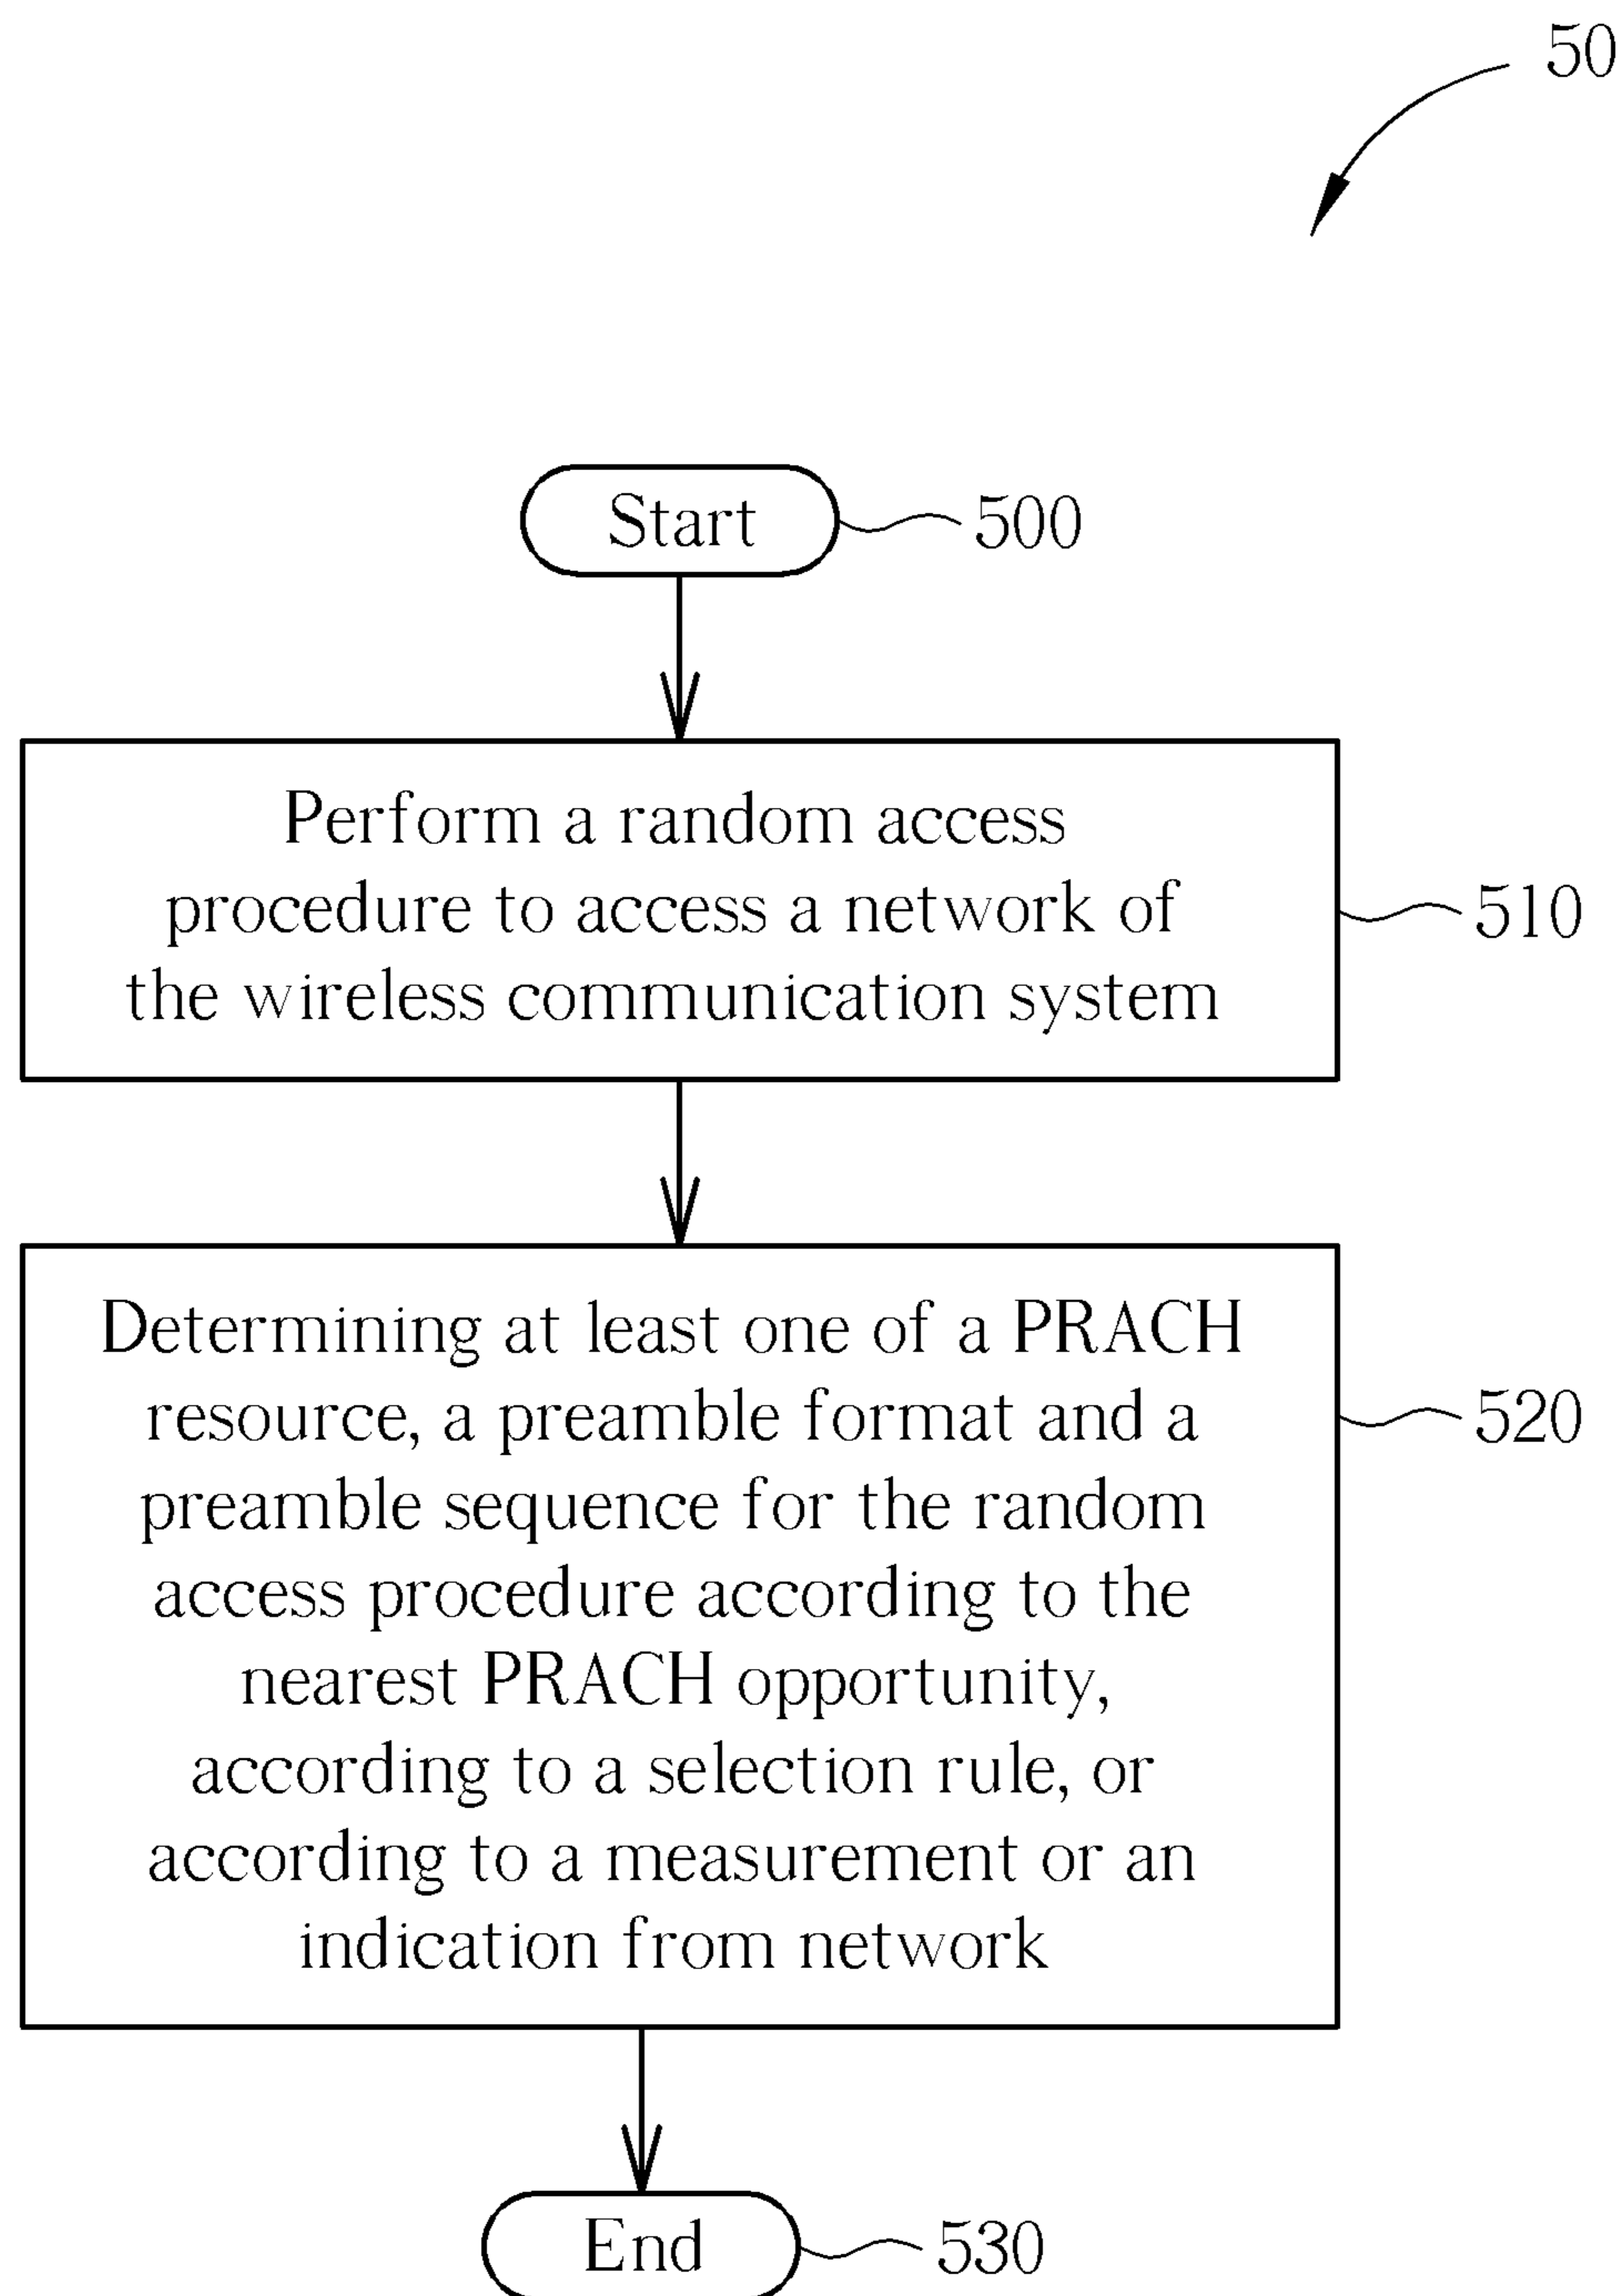 50
Start
500
Perform a random access
procedure to access a network of
the wireless communication system
510
Determining at least one of a PRACH
resource, a preamble format and a
preamble sequence for the random
access procedure according to the
nearest PRACH opportunity,
according to a selection rule, or
according to a measurement or an
indication from network
520
End
530